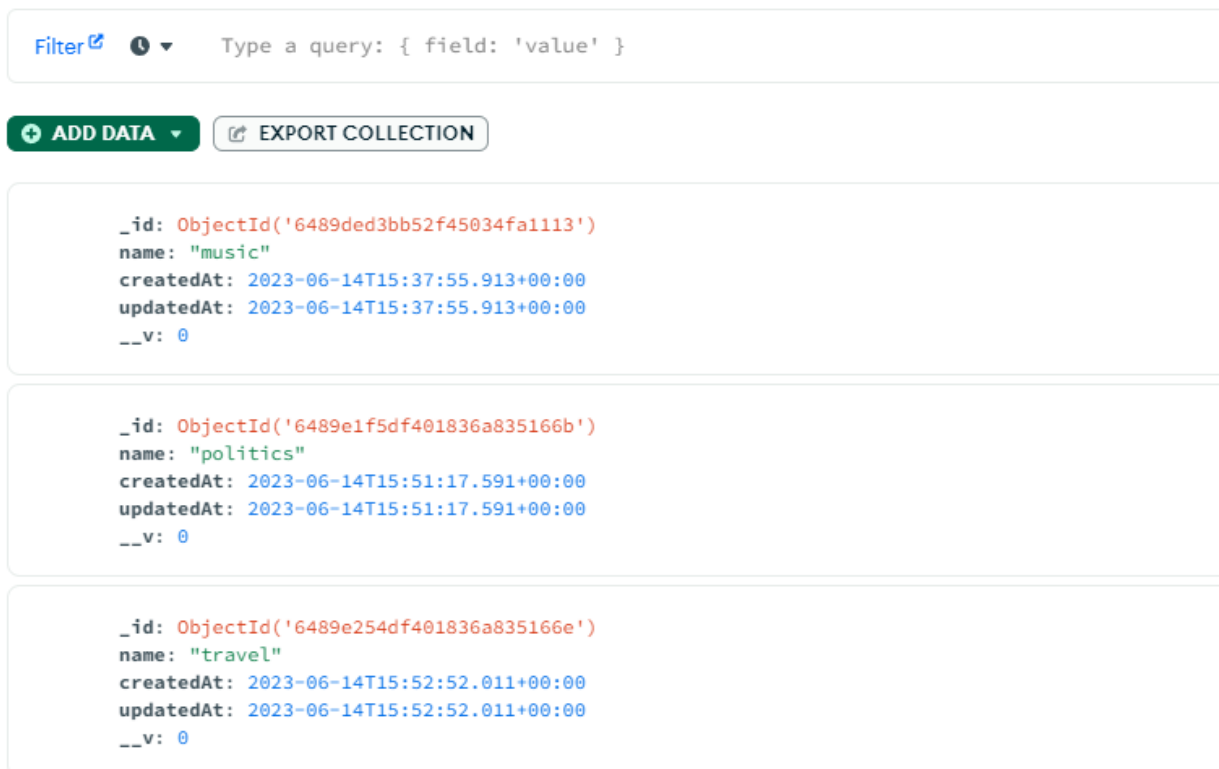 Filter Type a query: { field: 'value' }
ADD DATA EXPORT COLLECTION
_id: ObjectId('6489ded3bb52f45034fa1113')
name: "music"
createdAt: 2023-06-14T15:37:55.913+00:00
updatedAt: 2023-06-14T15:37:55.913+00:00
__v: 0
_id: ObjectId('6489e1f5df401836a835166b')
name: "politics"
createdAt: 2023-06-14T15:51:17.591+00:00
updatedAt: 2023-06-14T15:51:17.591+00:00
__v: 0
_id: ObjectId('6489e254df401836a835166e')
name: "travel"
createdAt: 2023-06-14T15:52:52.011+00:00
updatedAt: 2023-06-14T15:52:52.011+00:00
__v: 0